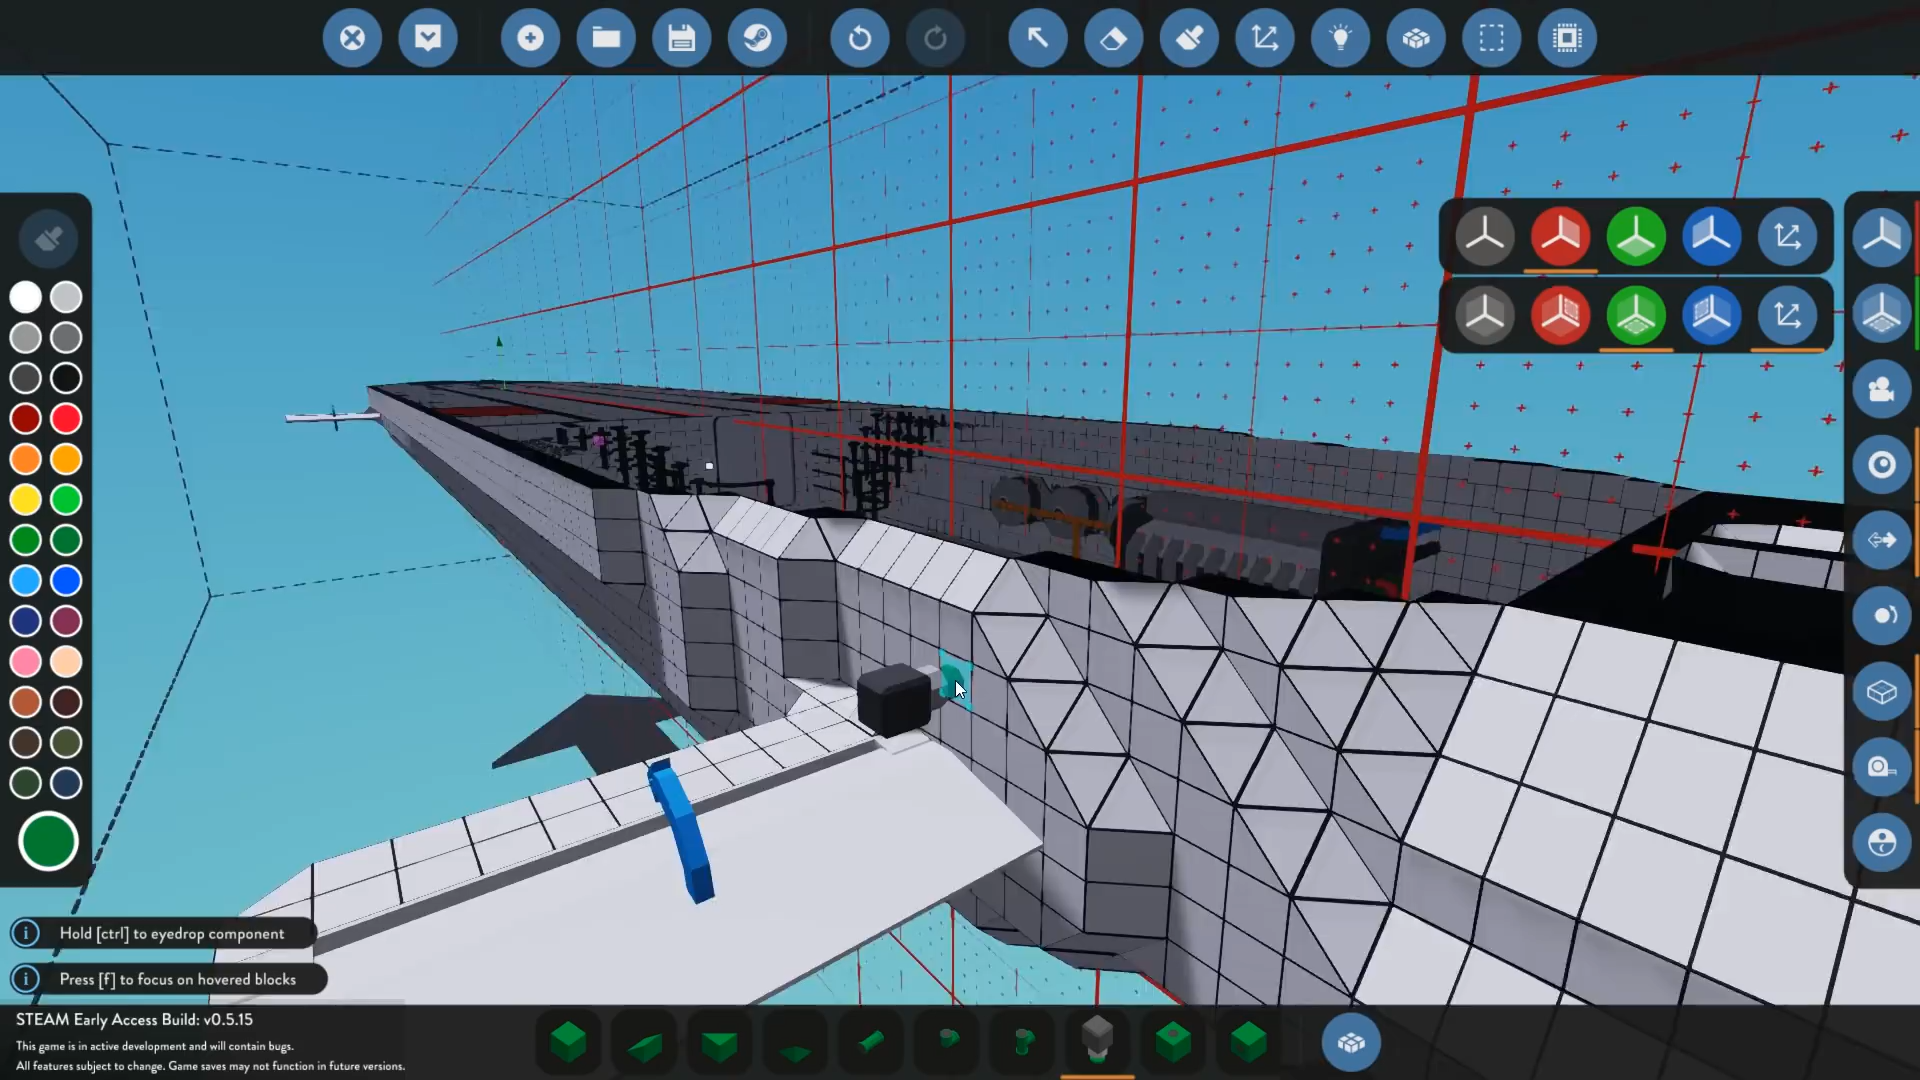 Hold [ctrl] to eyedrop component
Press [f] to focus on hovered blocks
STEAM Early Access Build: v0.5.15
This game is in active development and will contain bugs.
All features subject to change. Game saves may not function in future versions.